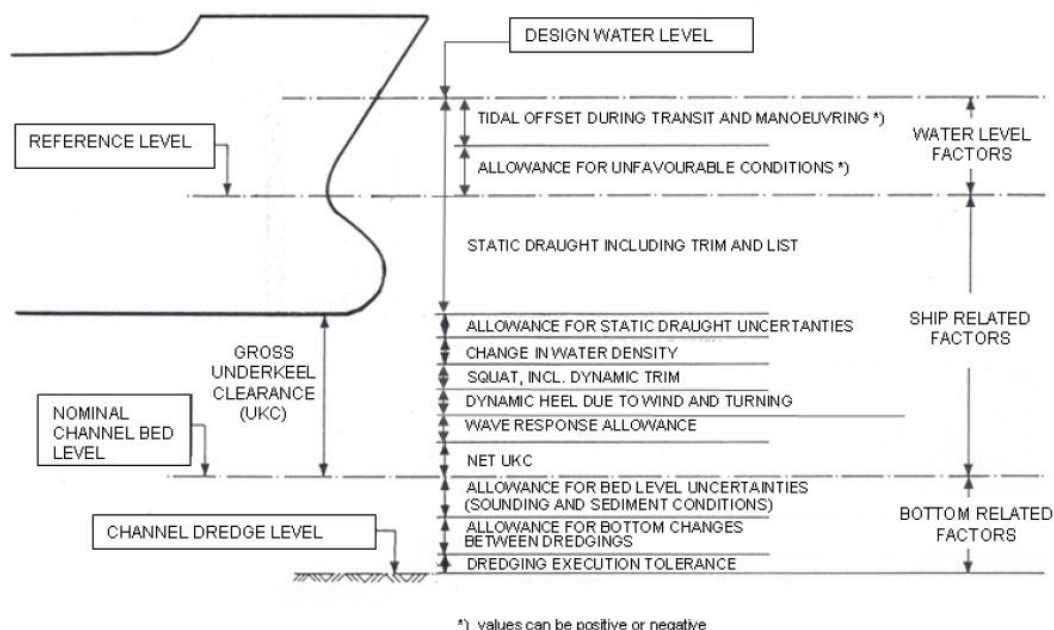 DESIGN WATER LEVEL
TIDAL OFFSET DURING TRANSIT AND MANOEUVRING *)
WATER LEVEL
FACTORS
REFERENCE LEVEL
ALLOWANCE FOR UNFAVOURABLE CONDITIONS *)
STATIC DRAUGHT INCLUDING TRIM AND LIST
SHIP RELATED
FACTORS
ALLOWANCE FOR STATIC DRAUGHT UNCERTANTIES
GROSS
UNDERKEEL
CLEARANCE
(UKC)
CHANGE IN WATER DENSITY
SQUAT, INCL. DYNAMIC TRIM
DYNAMIC HEEL DUE TO WIND AND TURNING
WAVE RESPONSE ALLOWANCE
NOMINAL
CHANNEL BED
LEVEL
NET UKC
ALLOWANCE FOR BED LEVEL UNCERTAINTIES
(SOUNDING AND SEDIMENT CONDITIONS)
BOTTOM RELATED
FACTORS
CHANNEL DREDGE LEVEL
ALLOWANCE FOR BOTTOM CHANGES
BETWEEN DREDGINGS
DREDGING EXECUTION TOLERANCE
*) values can be positive or negative